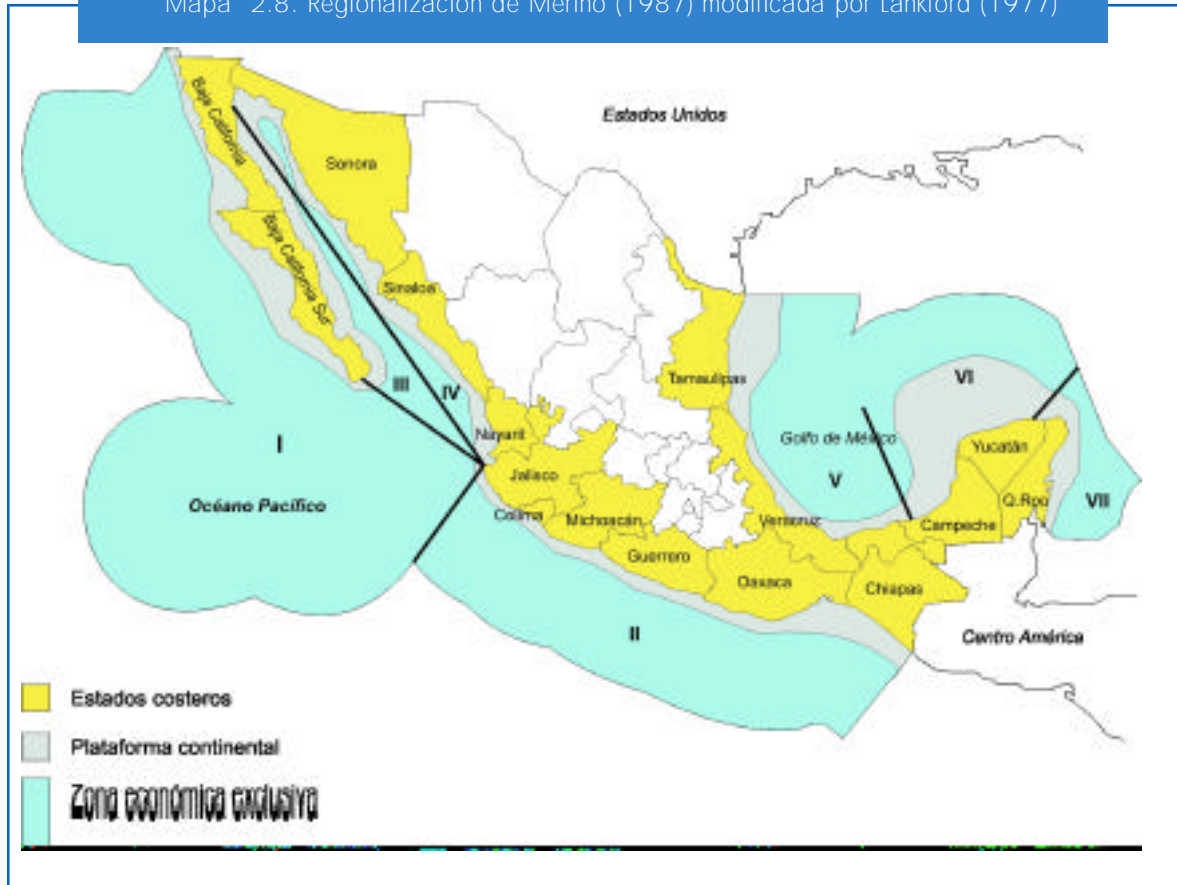 Mapa 2.8. Regionalización de Merino (1987) modificada por Lankford (1977)
Estados Unidos
Baja California
Sonora
Baja California Sur
Sinaloa
Tamaulipas
III
IV
VI
I
Nayarit
Golfo de México
Yucatán
Jalisco
V
Océano Pacífico
Colima
Michoacán
Veracruz
Campeche
Q.Roo
VII
Guerrero
Oaxaca
Chiapas
II
Centro América
Estados costeros
Plataforma continental
Zona económica exclusiva